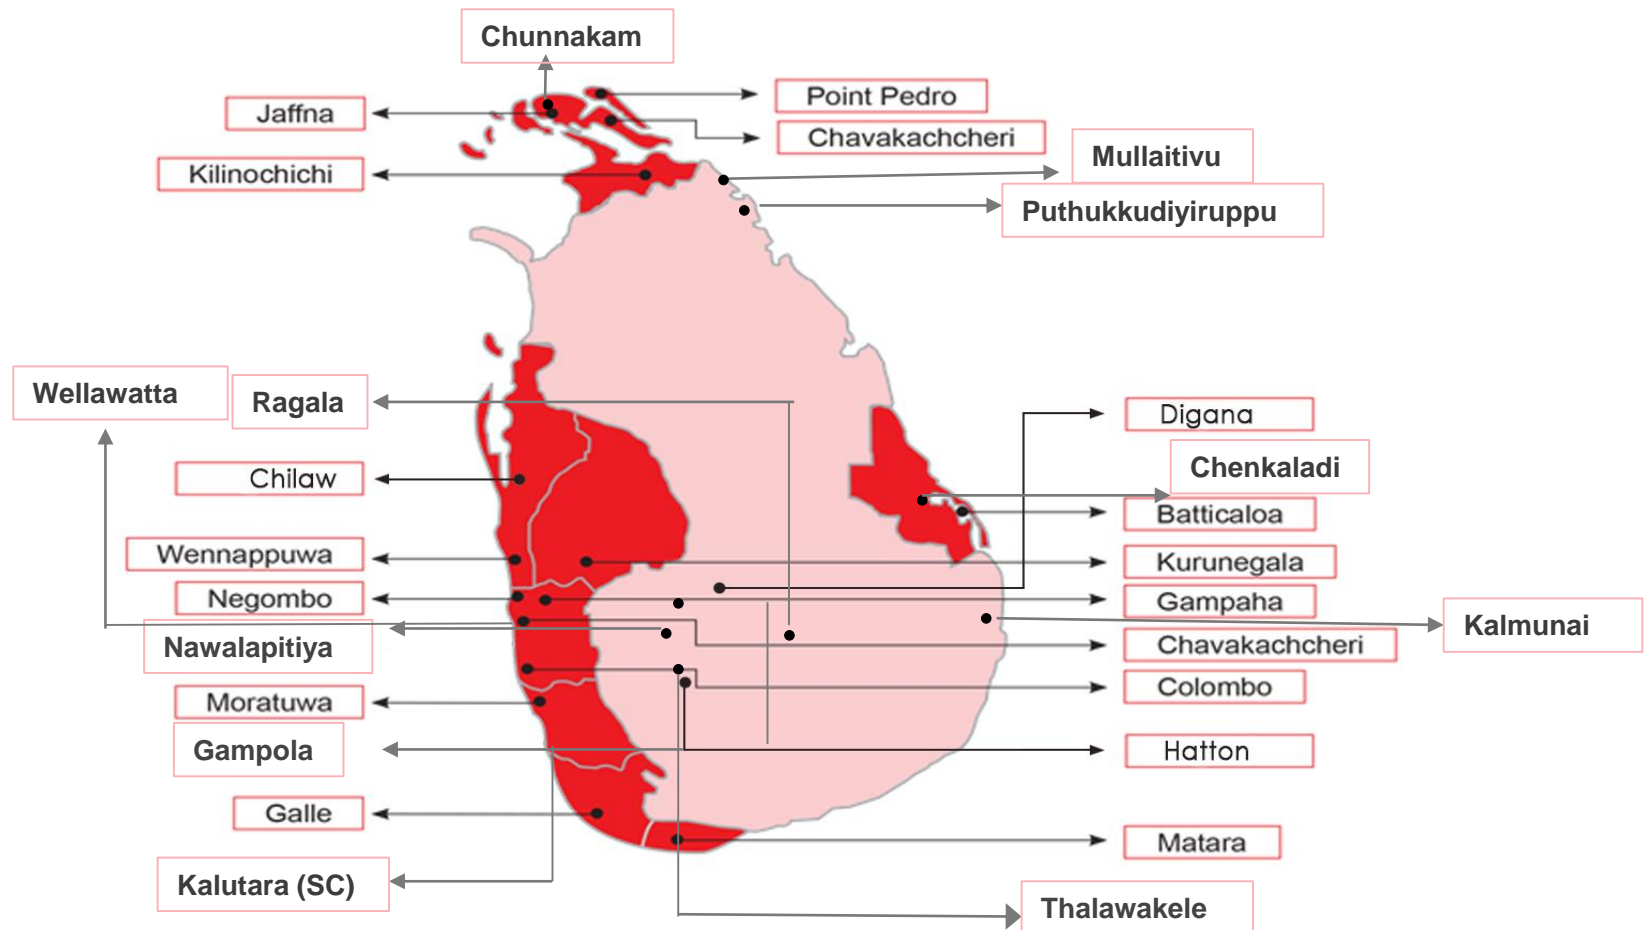 Chunnakam
Point Pedro
Jaffna
Chavakachcheri
Mullaitivu
Kilinochichi
Puthukkudiyiruppu
Wellawatta
Ragala
Digana
Chenkaladi
Chilaw
Batticaloa
Wennappuwa
Kurunegala
Negombo
Gampaha
Kalmunai
Nawalapitiya
Chavakachcheri
Colombo
Moratuwa
Gampola
Hatton
Galle
Matara
Kalutara (SC)
Thalawakele